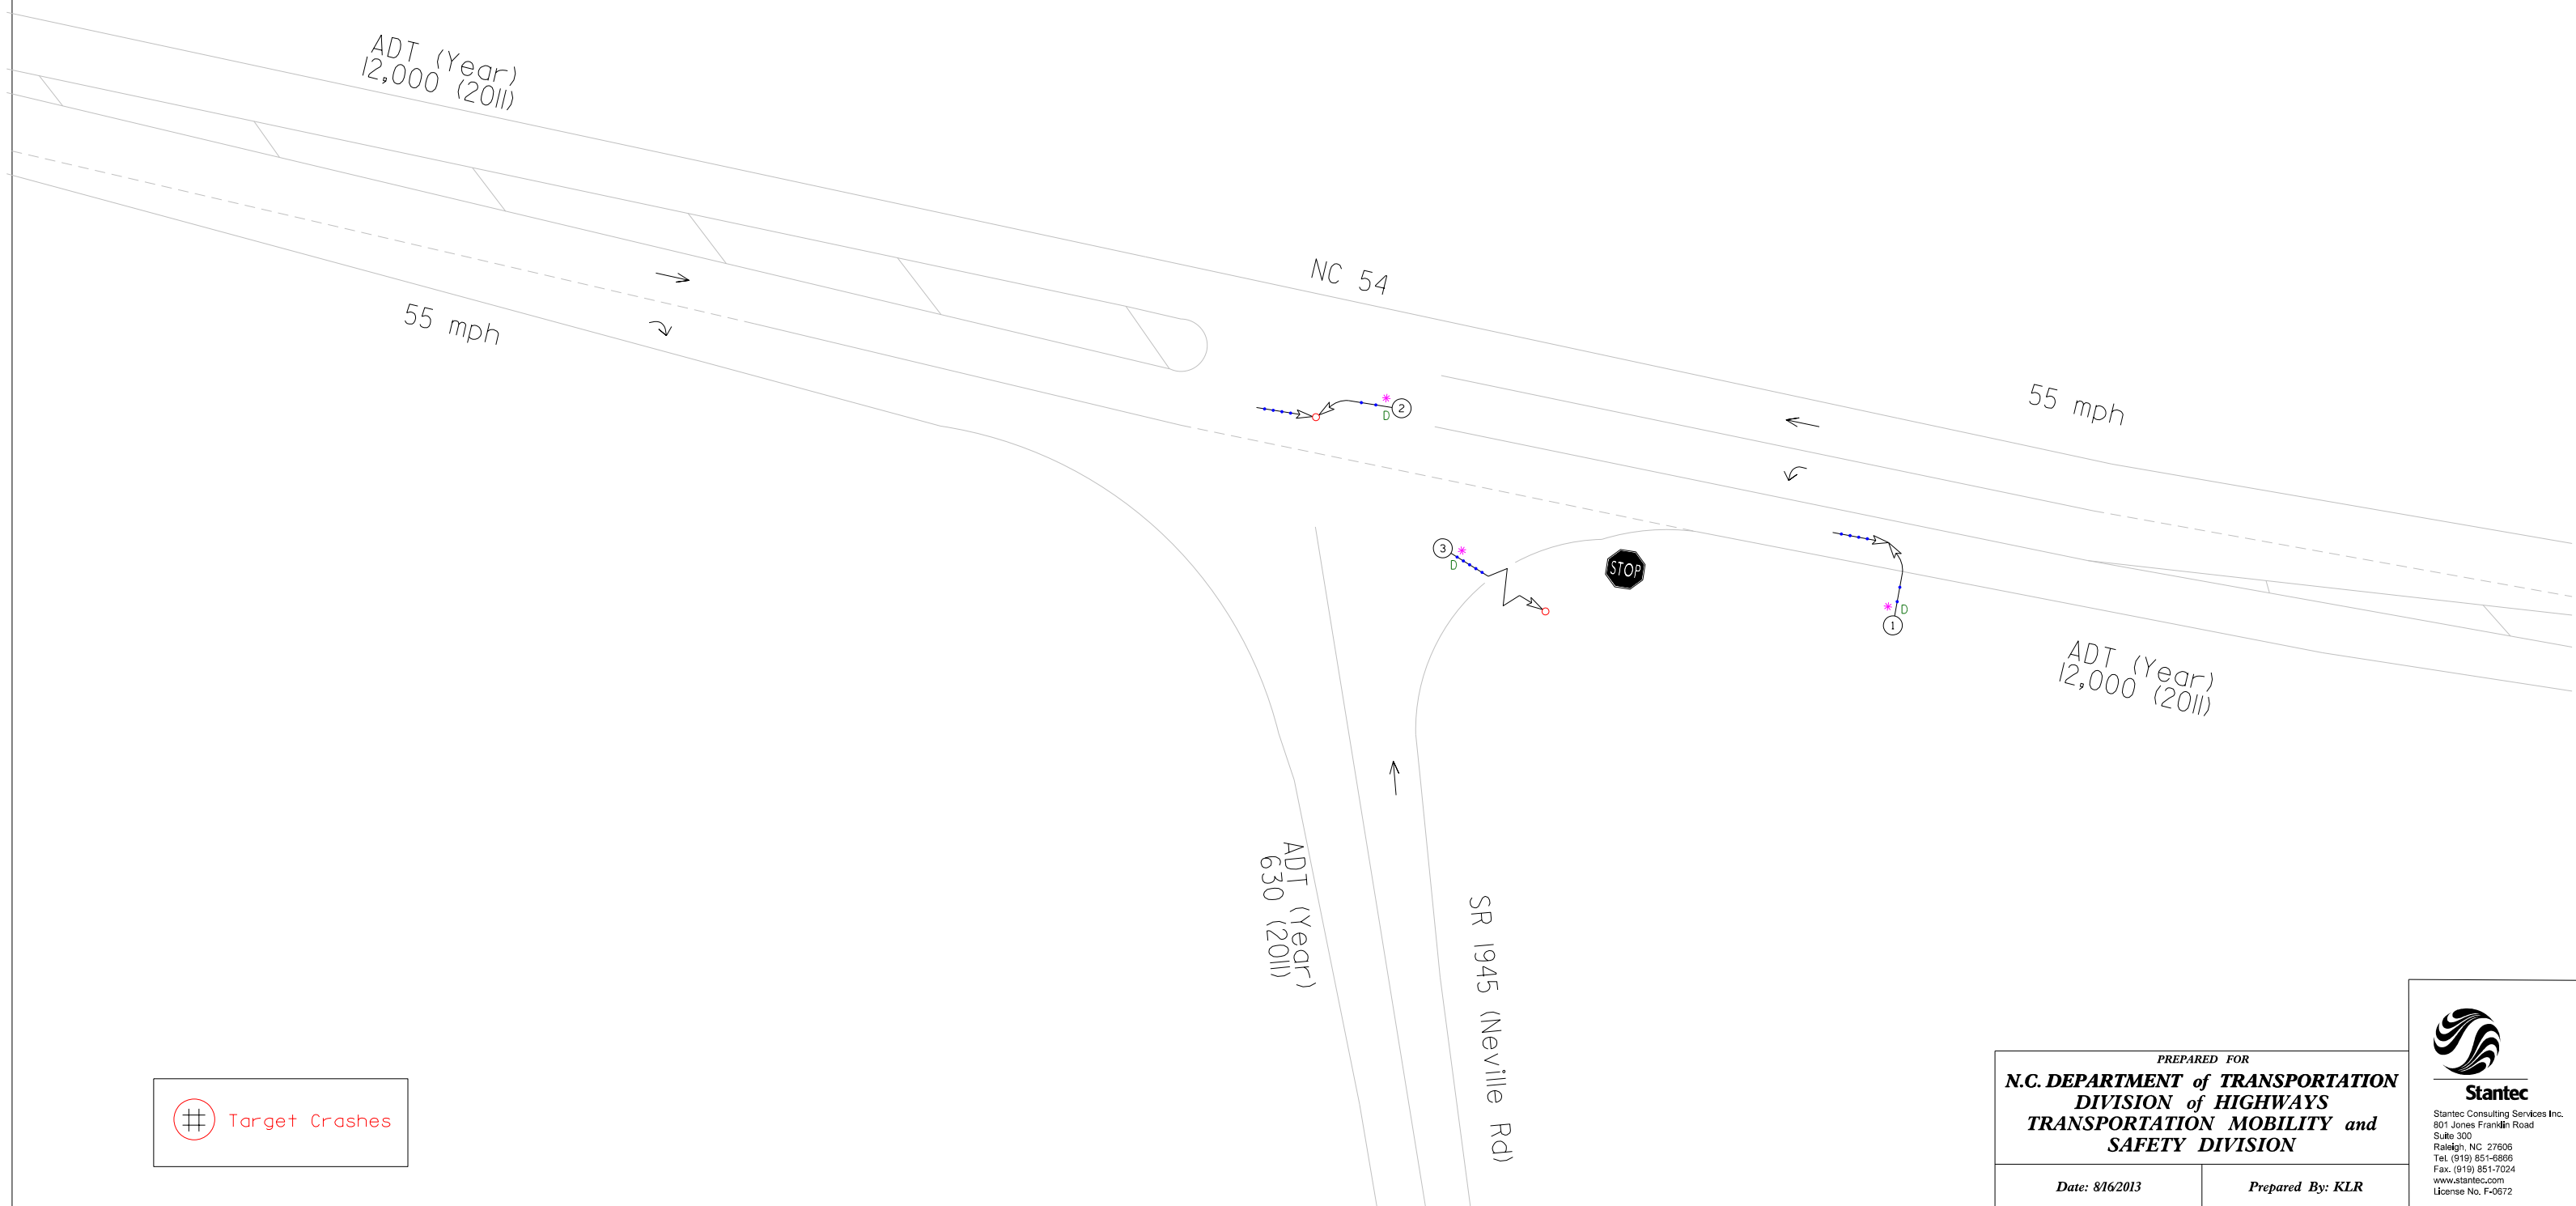 ADT (Year)
12,000 (2011)
NC 54
55 mph
55 mph
2
D
3
D
STOP
D
1
ADT (Year)
12,000 (2011)
ADT (Year)
630 (2011)
SR 1945 (Neville Rd)
# Target Crashes
PREPARED FOR
N.C. DEPARTMENT of TRANSPORTATION
DIVISION of HIGHWAYS
TRANSPORTATION MOBILITY and
SAFETY DIVISION
Date: 8/16/2013
Prepared By: KLR
Stantec
Stantec Consulting Services Inc.
801 Jones Franklin Road
Suite 300
Raleigh, NC 27606
Tel. (919) 851-6866
Fax. (919) 851-7024
www.stantec.com
License No. F-0672